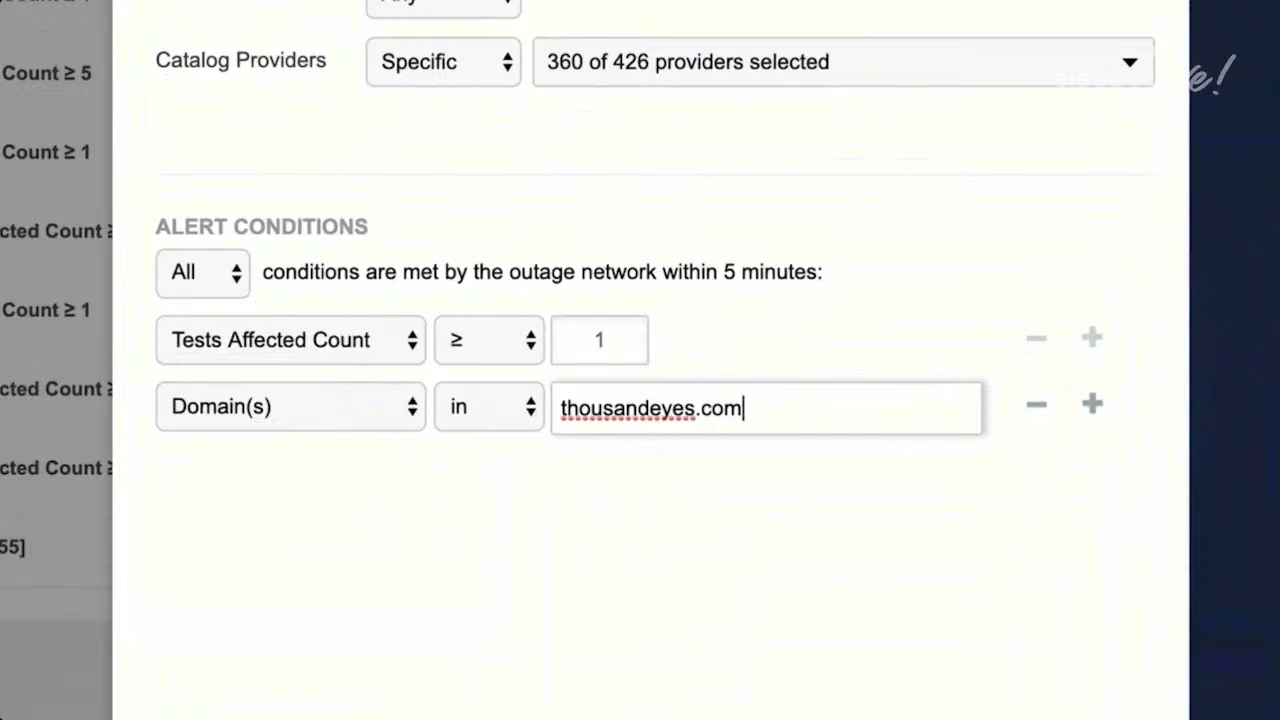 Count ≥ 5
Count ≥ 1
cted Count ≥
Count ≥ 1
cted Count ≥
cted Count ≥
55]
Any
Catalog Providers Specific 360 of 426 providers selected
ALERT CONDITIONS
All conditions are met by the outage network within 5 minutes:
Tests Affected Count ≥ 1
Domain(s) in thousandeyes.com